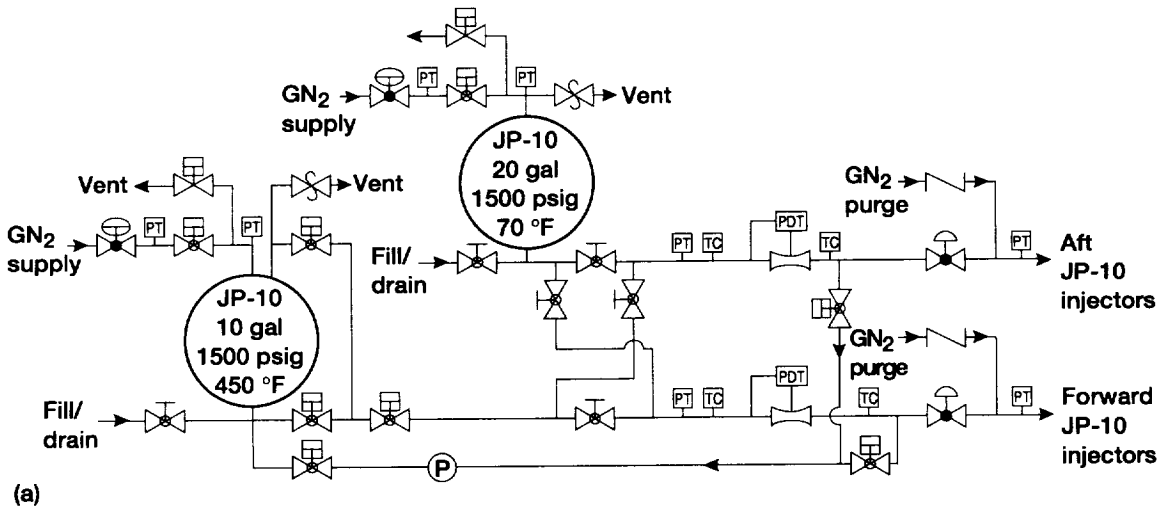 PT
PT
GN2
supply
Vent
JP-10
20 gal
1500 psig
70 °F
Vent
Vent
PT
PT
GN2
supply
JP-10
10 gal
1500 psig
450 °F
Fill/
drain
PT
TC
PDT
TC
GN2
purge
PT
Aft
JP-10
injectors
Fill/
drain
PT
TC
PDT
TC
GN2
purge
PT
Forward
JP-10
injectors
P
(a)